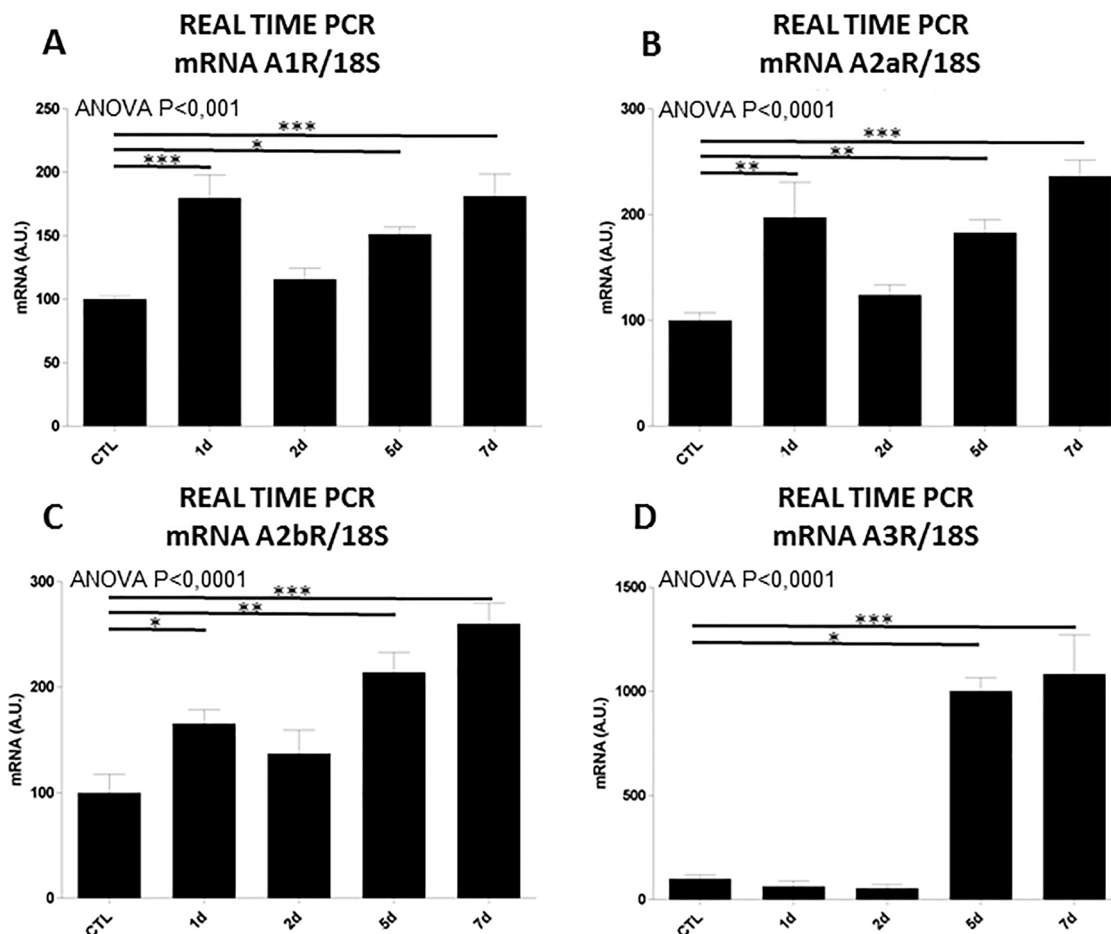 A
REAL TIME PCR
mRNA A1R/18S
ANOVA P<0,001
mRNA (A.U.)
250
200
150
100
50
0
***
*
***
CTL
1d
2d
5d
7d
B
REAL TIME PCR
mRNA A2aR/18S
ANOVA P<0,0001
mRNA (A.U.)
300
200
100
0
***
**
**
CTL
1d
2d
5d
7d
C
REAL TIME PCR
mRNA A2bR/18S
ANOVA P<0,0001
mRNA (A.U.)
300
200
100
0
***
**
*
CTL
1d
2d
5d
7d
D
REAL TIME PCR
mRNA A3R/18S
ANOVA P<0,0001
mRNA (A.U.)
1500
1000
500
0
***
*
CTL
1d
2d
5d
7d